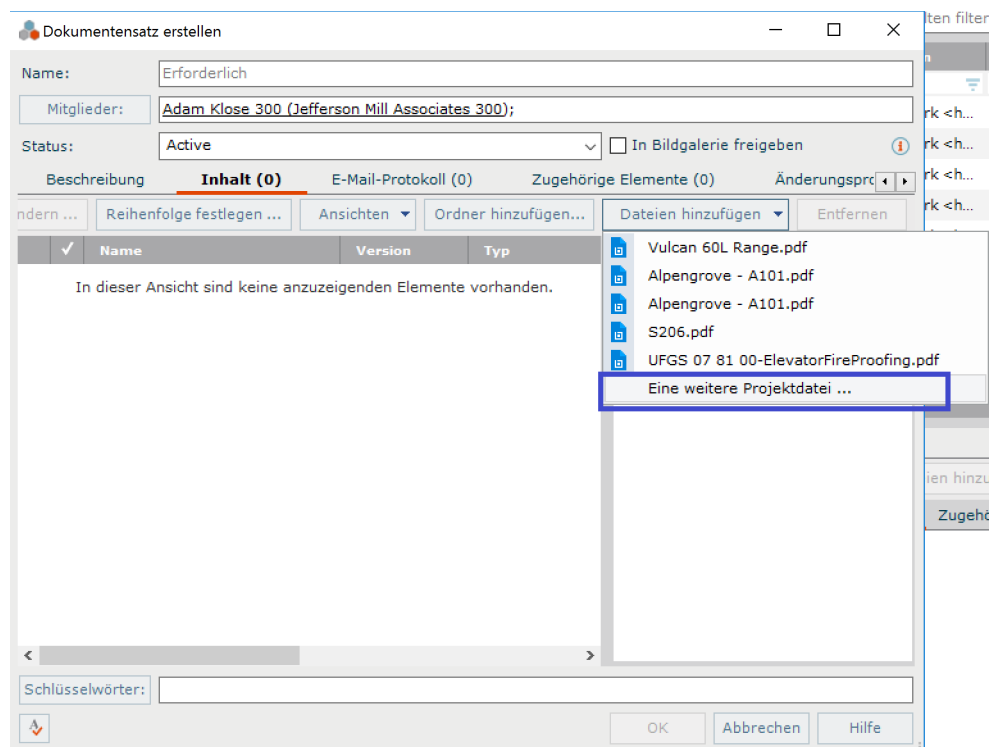 Dokumentensatz erstellen
lten filter
Name: Erforderlich
Mitglieder: Adam Klose 300 (Jefferson Mill Associates 300);
rk <h...
Status: Active In Bildgalerie freigeben
rk <h...
Beschreibung Inhalt (0) E-Mail-Protokoll (0) Zugehörige Elemente (0) Änderungsprc
rk <h...
ndern ... Reihenfolge festlegen ... Ansichten Ordner hinzufügen... Dateien hinzufügen Entfernen
rk <h...
Name Version Typ
In dieser Ansicht sind keine anzuzeigenden Elemente vorhanden.
Vulcan 60L Range.pdf
Alpengrove - A101.pdf
Alpengrove - A101.pdf
S206.pdf
UFGS 07 81 00-ElevatorFireProofing.pdf
Eine weitere Projektdatei ...
ien hinzu
Zugehö
Schlüsselwörter:
OK Abbrechen Hilfe